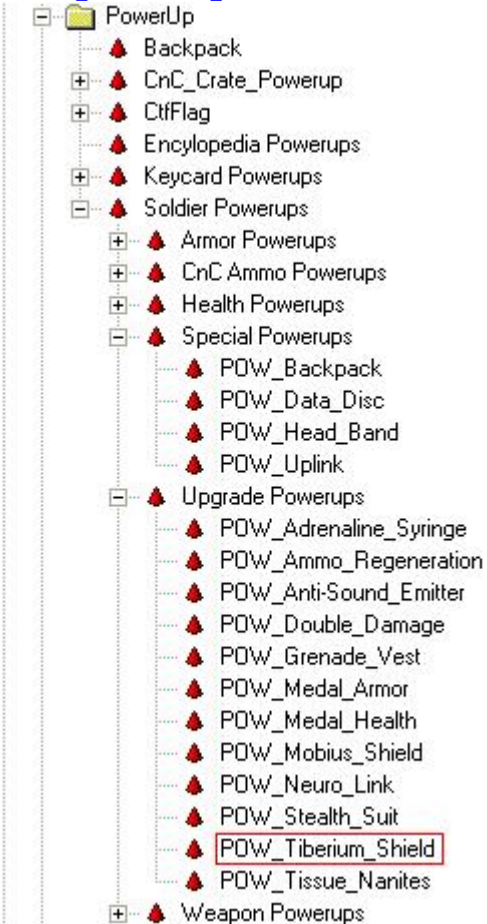 PowerUp
Backpack
CnC_Crate_Powerup
CtfFlag
Encylopedia Powerups
Keycard Powerups
Soldier Powerups
Armor Powerups
CnC Ammo Powerups
Health Powerups
Special Powerups
POW_Backpack
POW_Data_Disc
POW_Head_Band
POW_Uplink
Upgrade Powerups
POW_Adrenaline_Syringe
POW_Ammo_Regeneration
POW_Anti-Sound_Emitter
POW_Double_Damage
POW_Grenade_Vest
POW_Medal_Armor
POW_Medal_Health
POW_Mobius_Shield
POW_Neuro_Link
POW_Stealth_Suit
POW_Tiberium_Shield
POW_Tissue_Nanites
Weapon Powerups